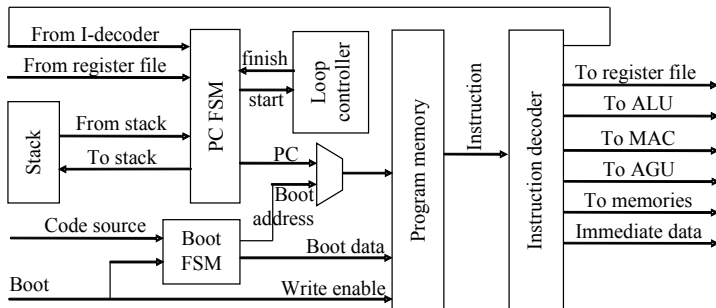 From I-decoder
From register file
Stack
From stack
To stack
PC FSM
finish
start
Loop
controller
PC
Boot
address
Code source
Boot
FSM
Boot data
Boot
Write enable
Program memory
Instruction
Instruction decoder
To register file
To ALU
To MAC
To AGU
To memories
Immediate data